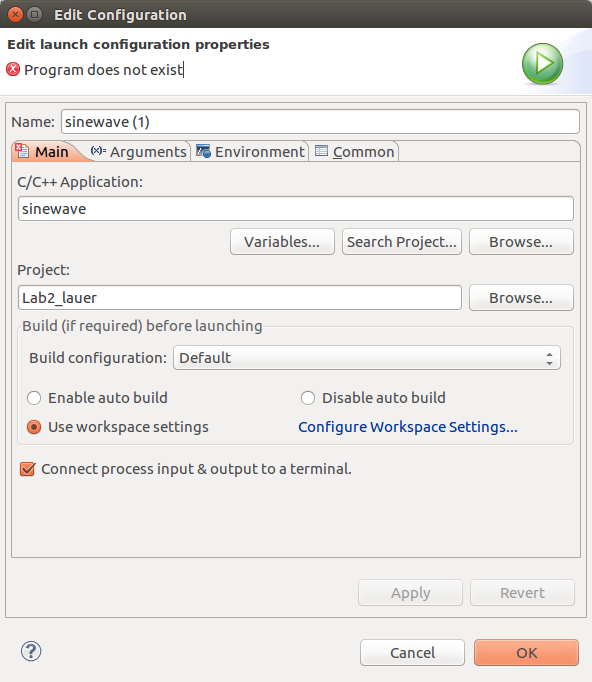 Edit Configuration
Edit launch configuration properties
Program does not exist
Name: sinewave (1)
Main (x)= Arguments Environment Common
C/C++ Application:
sinewave
Variables... Search Project... Browse...
Project:
Lab2_lauer Browse...
Build (if required) before launching
Build configuration: Default
Enable auto build Disable auto build
Use workspace settings Configure Workspace Settings...
Connect process input & output to a terminal.
Apply Revert
? Cancel OK